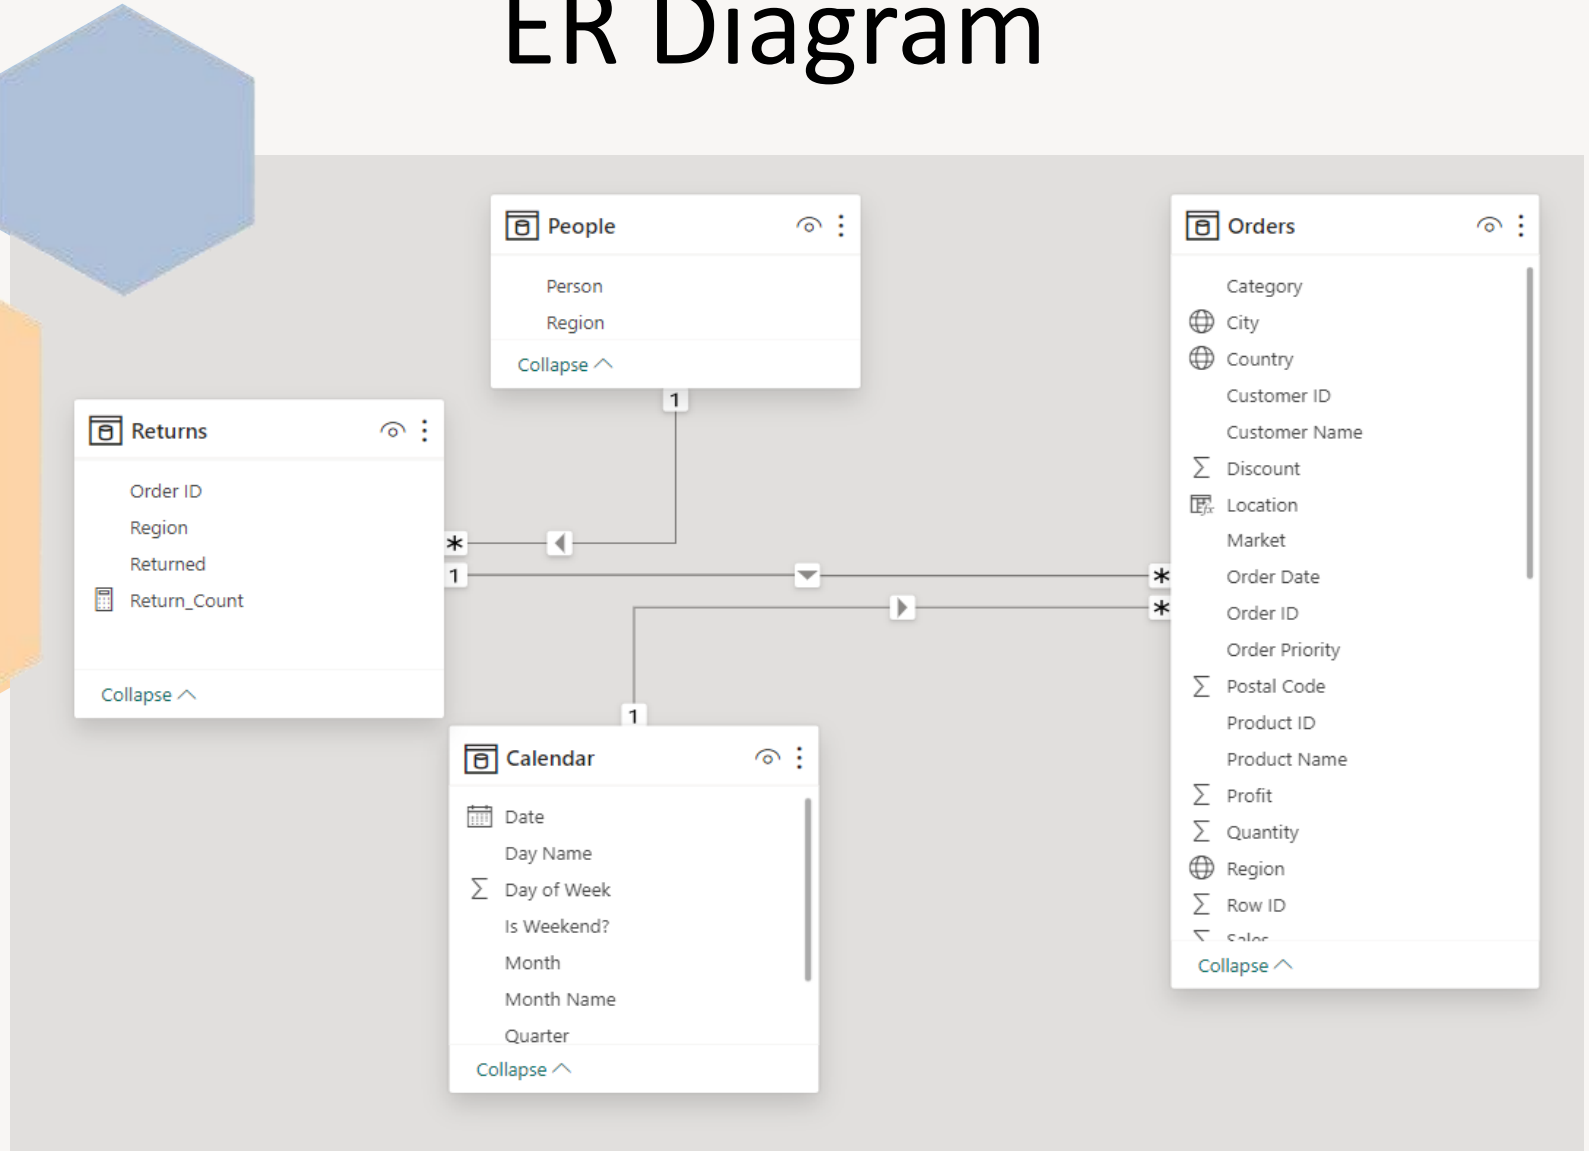 ER Diagram
People
Person
Region
Collapse
1
Returns
Order ID
Region
Returned
Return_Count
Collapse
*
1
*
*
1
Calendar
Date
Day Name
Day of Week
Is Weekend?
Month
Month Name
Quarter
Collapse
Orders
Category
City
Country
Customer ID
Customer Name
Discount
Location
Market
Order Date
Order ID
Order Priority
Postal Code
Product ID
Product Name
Profit
Quantity
Region
Row ID
Sales
Collapse